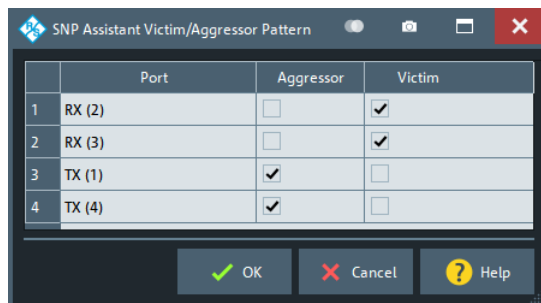 SNP Assistant Victim/Aggressor Pattern
Port Aggressor Victim
1 RX (2)
2 RX (3)
3 TX (1)
4 TX (4)
OK Cancel ? Help